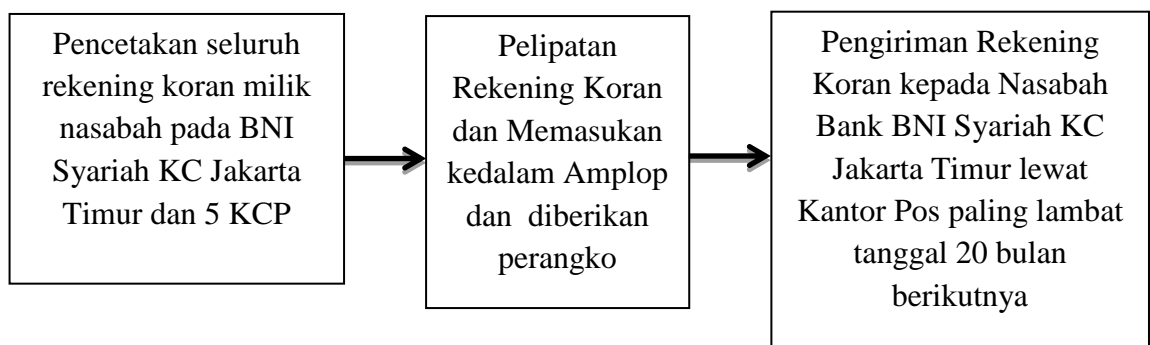 Pencetakan seluruh
rekening koran milik
nasabah pada BNI
Syariah KC Jakarta
Timur dan 5 KCP
Pelipatan
Rekening Koran
dan Memasukan
kedalam Amplop
dan diberikan
perangko
Pengiriman Rekening
Koran kepada Nasabah
Bank BNI Syariah KC
Jakarta Timur lewat
Kantor Pos paling lambat
tanggal 20 bulan
berikutnya